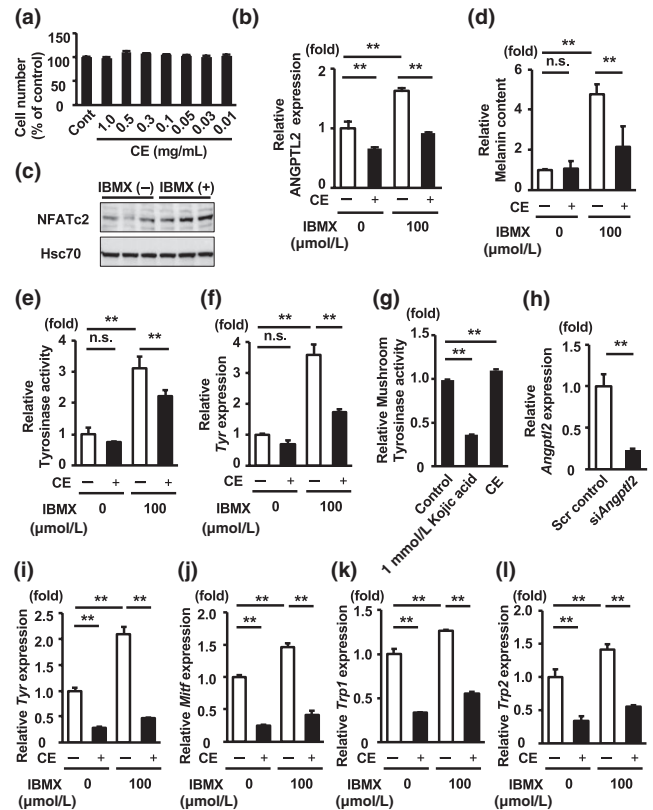 (a)
Cell number
(% of control)
150
100
50
0
Cont
1.0
0.5
0.3
0.1
0.05
0.03
0.01
CE (mg/mL)
(b)
(fold)
**
** **
Relative
ANGPTL2 expression
2
1
0
CE – + – +
IBMX 0 100
(μmol/L)
(c)
IBMX (–) IBMX (+)
NFATc2
Hsc70
(d)
(fold)
**
n.s. **
Relative
Melanin content
6.0
4.0
2.0
0
CE – + – +
IBMX 0 100
(μmol/L)
(e)
(fold)
**
n.s. **
Relative
Tyrosinase activity
4
3
2
1
0
CE – + – +
IBMX 0 100
(μmol/L)
(f)
(fold)
** **
n.s.
Relative
Tyr expression
4
3
2
1
0
CE – + – +
IBMX 0 100
(μmol/L)
(g)
(fold)
**
**
Relative Mushroom
Tyrosinase activity
1.5
1.0
0.5
0
Control
1 mmol/L Kojic acid
CE
(h)
(fold)
**
Relative
Angptl2 expression
1.5
1.0
0.5
0
Scr control
siAngptl2
(i)
(fold)
** **
**
Relative Tyr expression
2.5
2.0
1.5
1.0
0.5
0
CE – + – +
IBMX 0 100
(μmol/L)
(j)
(fold)
** **
**
Relative Mitf expression
2.0
1.5
1.0
0.5
0
CE – + – +
IBMX 0 100
(μmol/L)
(k)
(fold)
** **
**
Relative Trp1 expression
1.5
1.0
0.5
0
CE – + – +
IBMX 0 100
(μmol/L)
(l)
(fold)
** **
**
Relative Trp2 expression
2.0
1.5
1.0
0.5
0
CE – + – +
IBMX 0 100
(μmol/L)